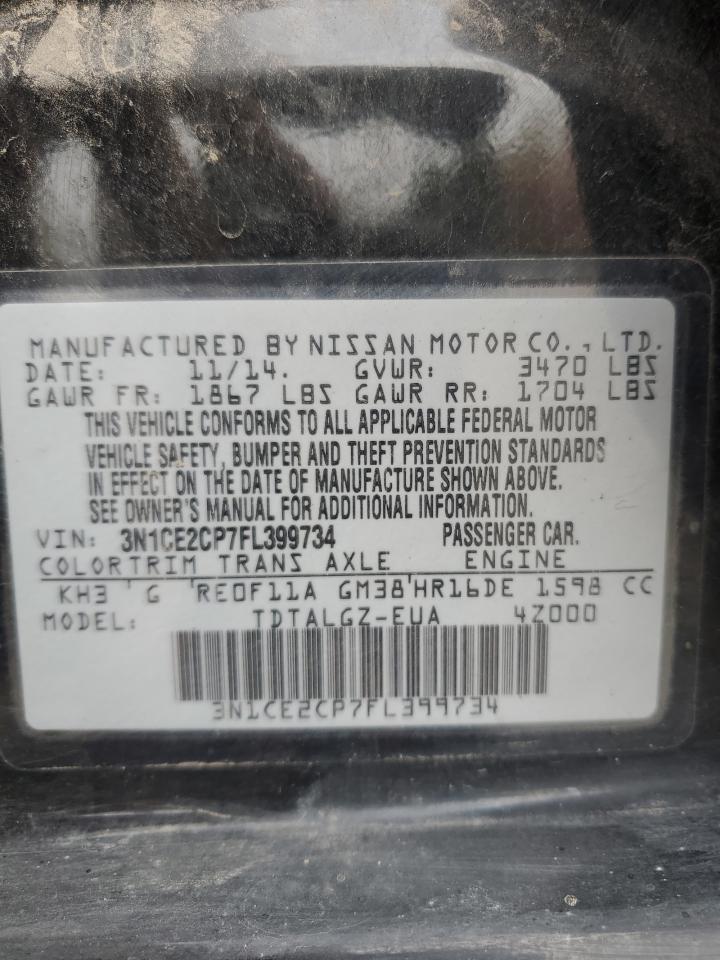 MANUFACTURED BY NISSAN MOTOR CO., LTD.
DATE: 11/14. GVWR: 3470 LBS
GAWR FR: 1867 LBS GAWR RR: 1704 LBS
THIS VEHICLE CONFORMS TO ALL APPLICABLE FEDERAL MOTOR
VEHICLE SAFETY, BUMPER AND THEFT PREVENTION STANDARDS
IN EFFECT ON THE DATE OF MANUFACTURE SHOWN ABOVE.
SEE OWNER'S MANUAL FOR ADDITIONAL INFORMATION.
VIN: 3N1CE2CP7FL399734 PASSENGER CAR.
COLOR TRIM TRANS AXLE ENGINE
KH3 ' G 'RE0F11A GM38'HR16DE 1598 CC
MODEL: TDTALGZ-EUA 4Z000
3N1CE2CP7FL399734